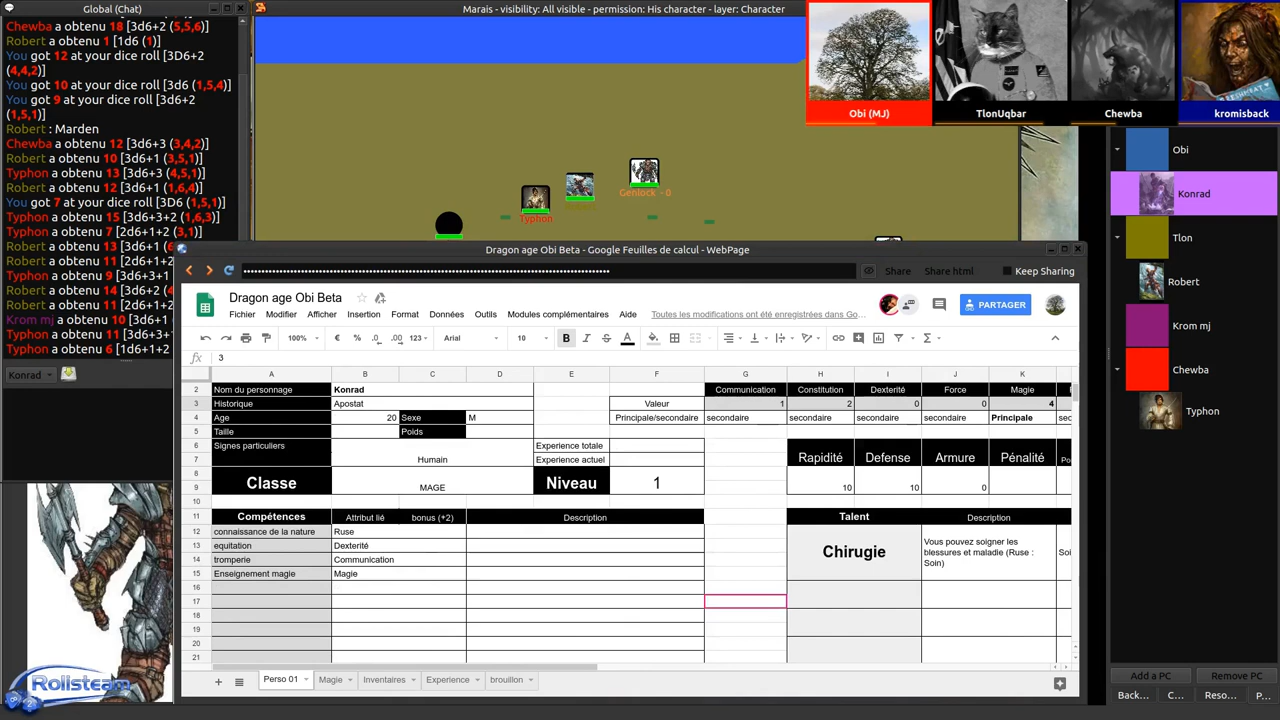 Global (Chat)
Marais - visibility: All visible - permission: His character - layer: Character
Chewba a obtenu 18 [3d6+2 (5,5,6)]
Robert a obtenu 1 [1d6 (1)]
You got 12 at your dice roll [3D6+2
(4,4,2)]
You got 10 at your dice roll [3d6 (1,5,4)]
You got 9 at your dice roll [3D6+2
(1,5,1)]
Robert : Marden
Chewba a obtenu 12 [3d6+3 (3,4,2)]
Robert a obtenu 10 [3d6+1 (3,5,1)]
Typhon a obtenu 13 [3d6+3 (4,5,1)]
Robert a obtenu 12 [3d6+1 (1,6,4)]
You got 7 at your dice roll [3D6 (1,5,1)]
Typhon a obtenu 15 [3d6+3+2 (1,6,3)]
Typhon a obtenu 7 [2d6+1+2 (3,1)]
Robert a obtenu 13 [3d6+1 (6
Robert a obtenu 11 [2d6+1+2 (
Typhon a obtenu 9 [3d6+3+1 (
Robert a obtenu 14 [3d6+2 (4
Robert a obtenu 11 [2d6+1+2 (
Krom mj a obtenu 10 [3d6+1 (
Typhon a obtenu 11 [3d6+3+1
Typhon a obtenu 6 [1d6+1+2
Konrad
Typhon
Genlock - 0
Obi (MJ)
TlonUqbar
Chewba
kromisback
Obi
Konrad
Tlon
Robert
Krom mj
Chewba
Typhon
Add a PC
Remove PC
Back...
C...
Reso...
P...
Dragon age Obi Beta - Google Feuilles de calcul - WebPage
Share
Share html
Keep Sharing
Dragon age Obi Beta
Fichier
Modifier
Afficher
Insertion
Format
Données
Outils
Modules complémentaires
Aide
Toutes les modifications ont été enregistrées dans Go...
PARTAGER
100%
€
%
.0
.00
123
Arial
10
B
I
S
A
Σ
fx
3
A B C D E F G H I J K
2 Nom du personnage Konrad Communication Constitution Dexterité Force Magie
3 Historique Apostat Valeur 1 2 0 0 4
4 Age 20 Sexe M Principale/secondaire secondaire secondaire secondaire secondaire Principale sec
5 Taille Poids
6 Signes particuliers Experience totale
7 Humain Experience actuel Rapidité Defense Armure Pénalité
8 Classe Niveau 1
9 MAGE 10 10 0
10
11 Compétences Attribut lié bonus (+2) Description Talent Description
12 connaissance de la nature Ruse
13 equitation Dexterité Chirugie Vous pouvez soigner les
blessures et maladie (Ruse :
Soin)
Soi
14 tromperie Communication
15 Enseignement magie Magie
16
17
18
19
20
21
Perso 01
Magie
Inventaires
Experience
brouillon
Rolisteam